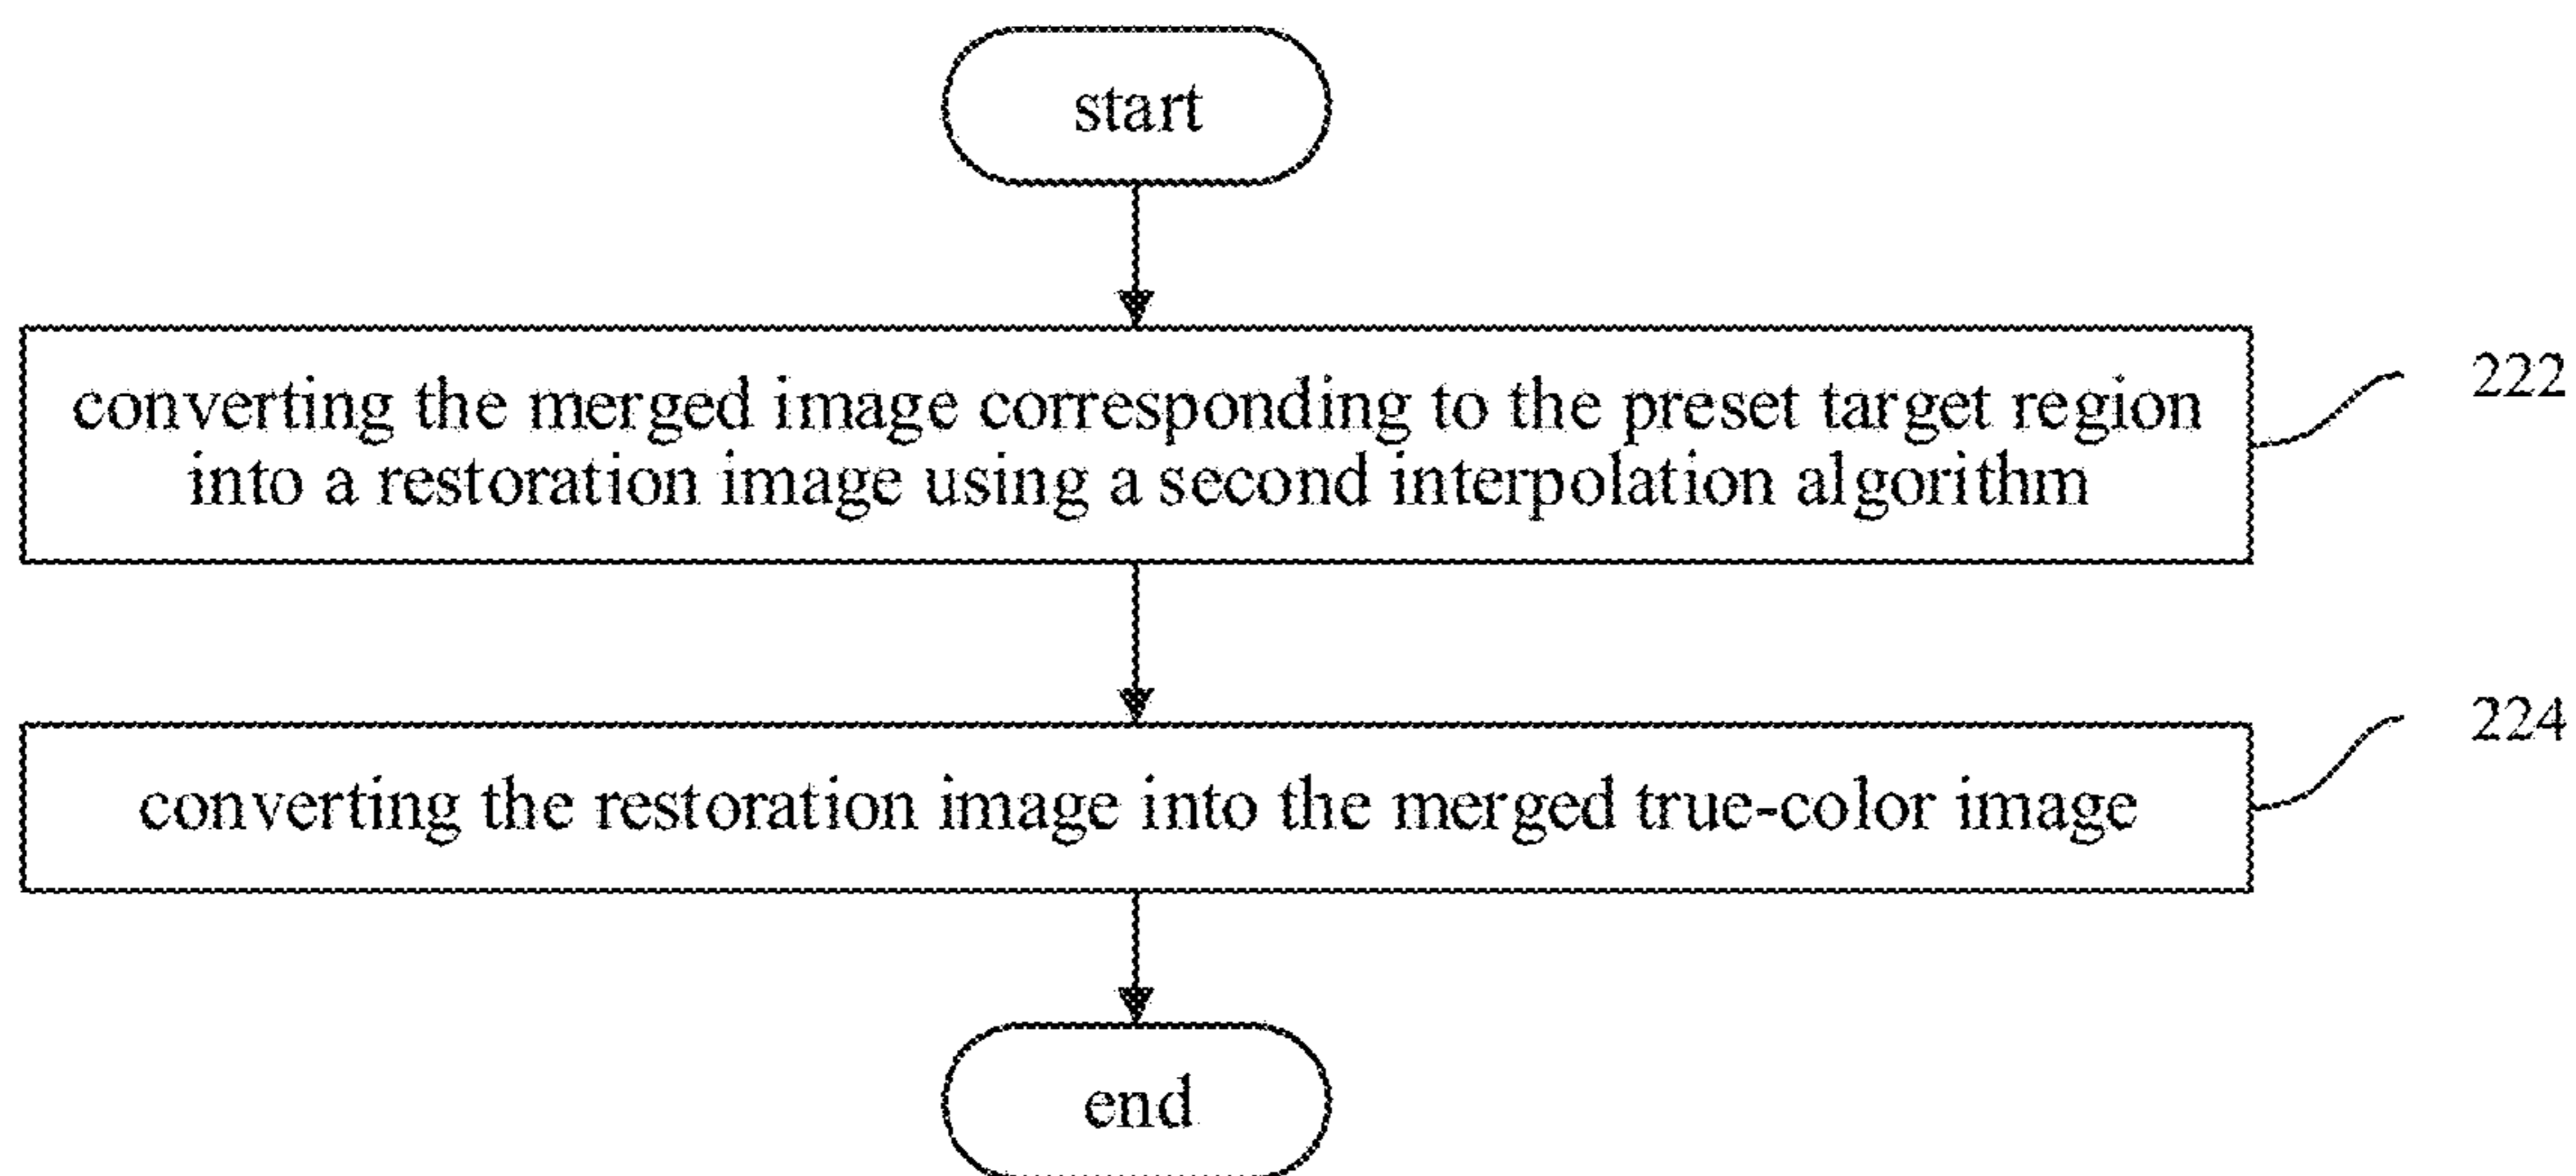 start
converting the merged image corresponding to the preset target region
into a restoration image using a second interpolation algorithm
222
converting the restoration image into the merged true-color image
224
end